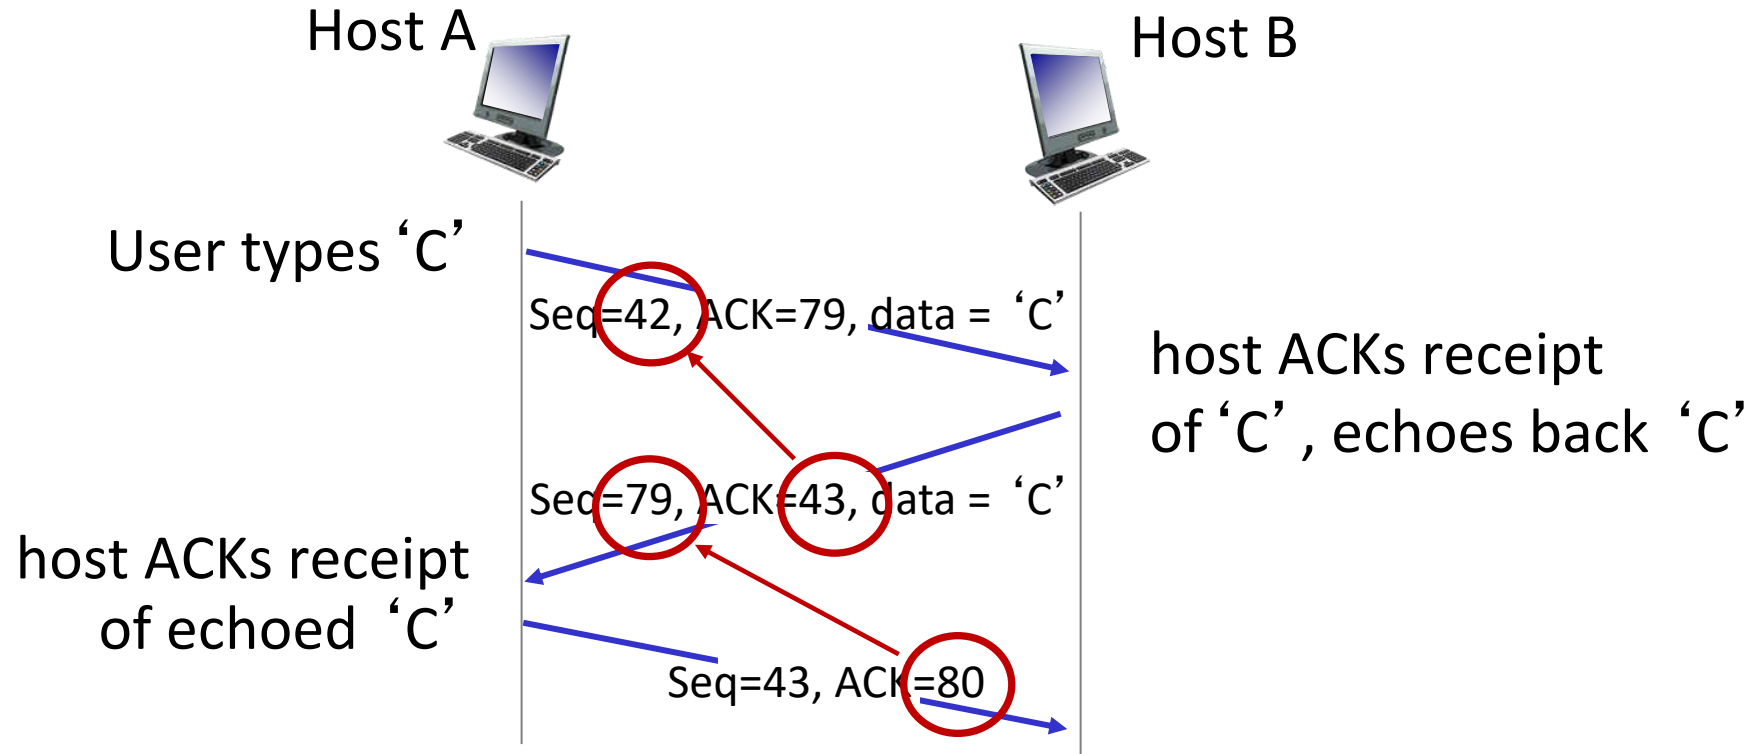 Host A
Host B
User types ‘C’
Seq=42, ACK=79, data = ‘C’
host ACKs receipt
of ‘C’, echoes back ‘C’
Seq=79, ACK=43, data = ‘C’
host ACKs receipt
of echoed ‘C’
Seq=43, ACK=80